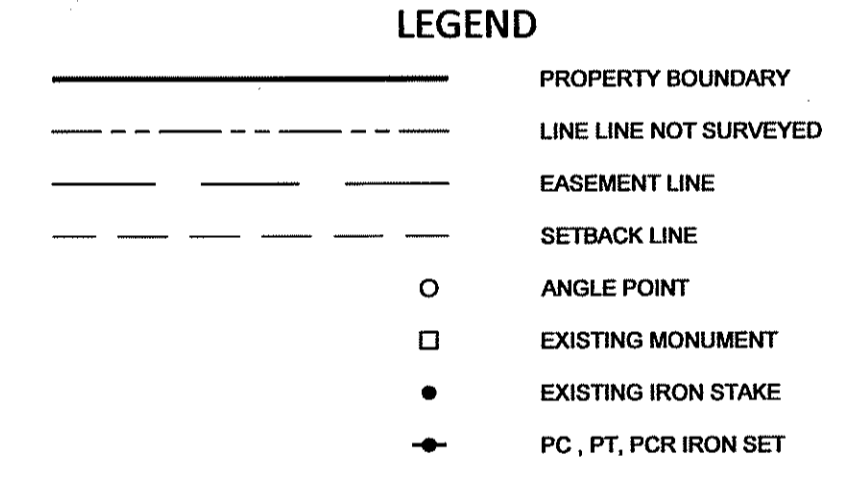 LEGEND
PROPERTY BOUNDARY
LINE LINE NOT SURVEYED
EASEMENT LINE
SETBACK LINE
ANGLE POINT
EXISTING MONUMENT
EXISTING IRON STAKE
PC , PT, PCR IRON SET